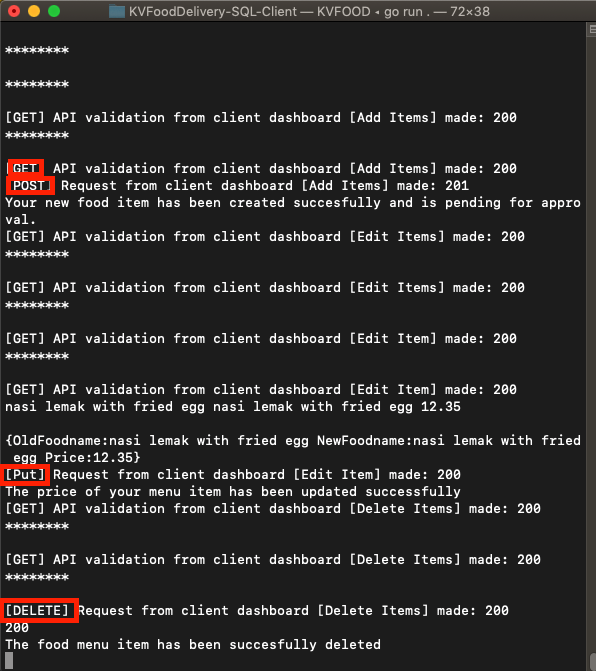 KVFoodDelivery-SQL-Client — KVFOOD ◂ go run . — 72×38
********
********
[GET] API validation from client dashboard [Add Items] made: 200
********
[GET] API validation from client dashboard [Add Items] made: 200
[POST] Request from client dashboard [Add Items] made: 201
Your new food item has been created succesfully and is pending for appro
val.
[GET] API validation from client dashboard [Edit Items] made: 200
********
[GET] API validation from client dashboard [Edit Items] made: 200
********
[GET] API validation from client dashboard [Edit Item] made: 200
********
[GET] API validation from client dashboard [Edit Item] made: 200
nasi lemak with fried egg nasi lemak with fried egg 12.35
{OldFoodname:nasi lemak with fried egg NewFoodname:nasi lemak with fried
egg Price:12.35}
[Put] Request from client dashboard [Edit Item] made: 200
The price of your menu item has been updated successfully
[GET] API validation from client dashboard [Delete Items] made: 200
********
[GET] API validation from client dashboard [Delete Items] made: 200
********
[DELETE] Request from client dashboard [Delete Items] made: 200
200
The food menu item has been succesfully deleted